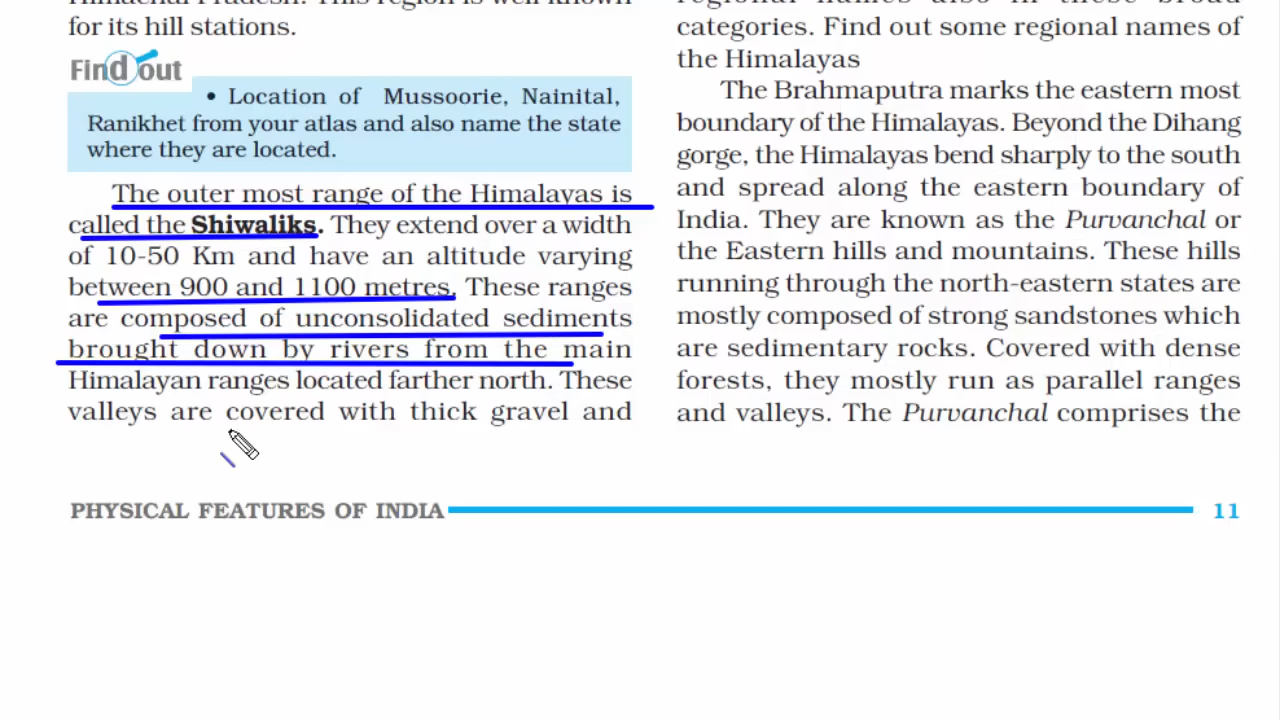 for its hill stations.
Find out
• Location of Mussoorie, Nainital,
Ranikhet from your atlas and also name the state
where they are located.
The outer most range of the Himalayas is
called the Shiwaliks. They extend over a width
of 10-50 Km and have an altitude varying
between 900 and 1100 metres. These ranges
are composed of unconsolidated sediments
brought down by rivers from the main
Himalayan ranges located farther north. These
valleys are covered with thick gravel and
categories. Find out some regional names of
the Himalayas
The Brahmaputra marks the eastern most
boundary of the Himalayas. Beyond the Dihang
gorge, the Himalayas bend sharply to the south
and spread along the eastern boundary of
India. They are known as the Purvanchal or
the Eastern hills and mountains. These hills
running through the north-eastern states are
mostly composed of strong sandstones which
are sedimentary rocks. Covered with dense
forests, they mostly run as parallel ranges
and valleys. The Purvanchal comprises the
PHYSICAL FEATURES OF INDIA
11